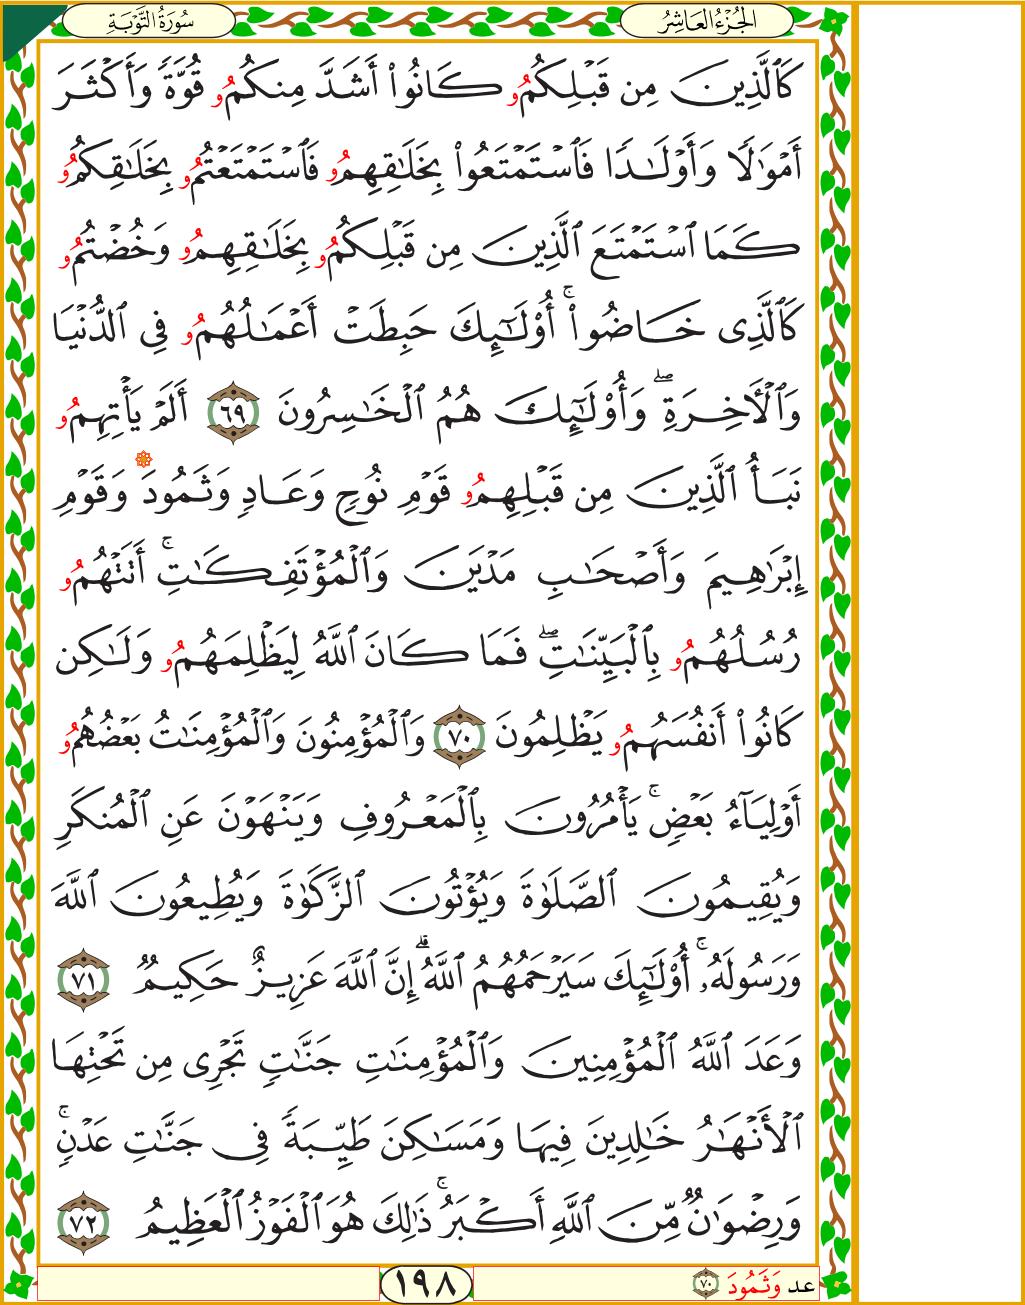 الجُزْءُ العَاشِرُ
سُورَةُ التَّوْبَةِ
كَٱلَّذِينَ مِن قَبْلِكُمُۥ كَانُوا۟ أَشَدَّ مِنكُمُۥ قُوَّةً وَأَكْثَرَ
أَمْوَٰلًا وَأَوْلَٰدًا فَٱسْتَمْتَعُوا۟ بِخَلَٰقِهِمُۥ فَٱسْتَمْتَعْتُمُۥ بِخَلَٰقِكُمُۥ
كَمَا ٱسْتَمْتَعَ ٱلَّذِينَ مِن قَبْلِكُمُۥ بِخَلَٰقِهِمُۥ وَخُضْتُمُۥ
كَٱلَّذِى خَاضُوا۟ ۚ أُو۟لَٰٓئِكَ حَبِطَتْ أَعْمَٰلُهُمُۥ فِى ٱلدُّنْيَا
وَٱلْأَخِرَةِ ۖ وَأُو۟لَٰٓئِكَ هُمُ ٱلْخَٰسِرُونَ ٦٩ أَلَمْ يَأْتِهِمُۥ
نَبَأُ ٱلَّذِينَ مِن قَبْلِهِمُۥ قَوْمِ نُوحٍ وَعَادٍ وَثَمُودَ وَقَوْمِ
إِبْرَٰهِيمَ وَأَصْحَٰبِ مَدْيَنَ وَٱلْمُؤْتَفِكَٰتِ ۚ أَتَتْهُمُۥ
رُسُلُهُمُۥ بِٱلْبَيِّنَٰتِ ۖ فَمَا كَانَ ٱللَّهُ لِيَظْلِمَهُمُۥ وَلَٰكِن
كَانُوا۟ أَنفُسَهُمُۥ يَظْلِمُونَ ٧٠ وَٱلْمُؤْمِنُونَ وَٱلْمُؤْمِنَٰتُ بَعْضُهُمُۥ
أَوْلِيَآءُ بَعْضٍ ۚ يَأْمُرُونَ بِٱلْمَعْرُوفِ وَيَنْهَوْنَ عَنِ ٱلْمُنكَرِ
وَيُقِيمُونَ ٱلصَّلَوٰةَ وَيُؤْتُونَ ٱلزَّكَوٰةَ وَيُطِيعُونَ ٱللَّهَ
وَرَسُولَهُۥٓ ۚ أُو۟لَٰٓئِكَ سَيَرْحَمُهُمُ ٱللَّهُ ۗ إِنَّ ٱللَّهَ عَزِيزٌ حَكِيمٌ ٧١
وَعَدَ ٱللَّهُ ٱلْمُؤْمِنِينَ وَٱلْمُؤْمِنَٰتِ جَنَّٰتٍ تَجْرِى مِن تَحْتِهَا
ٱلْأَنْهَٰرُ خَٰلِدِينَ فِيهَا وَمَسَٰكِنَ طَيِّبَةً فِى جَنَّٰتِ عَدْنٍ ۚ
وَرِضْوَٰنٌ مِّنَ ٱللَّهِ أَكْبَرُ ۚ ذَٰلِكَ هُوَ ٱلْفَوْزُ ٱلْعَظِيمُ ٧٢
عد وَثَمُودَ ٧٠
١٩٨